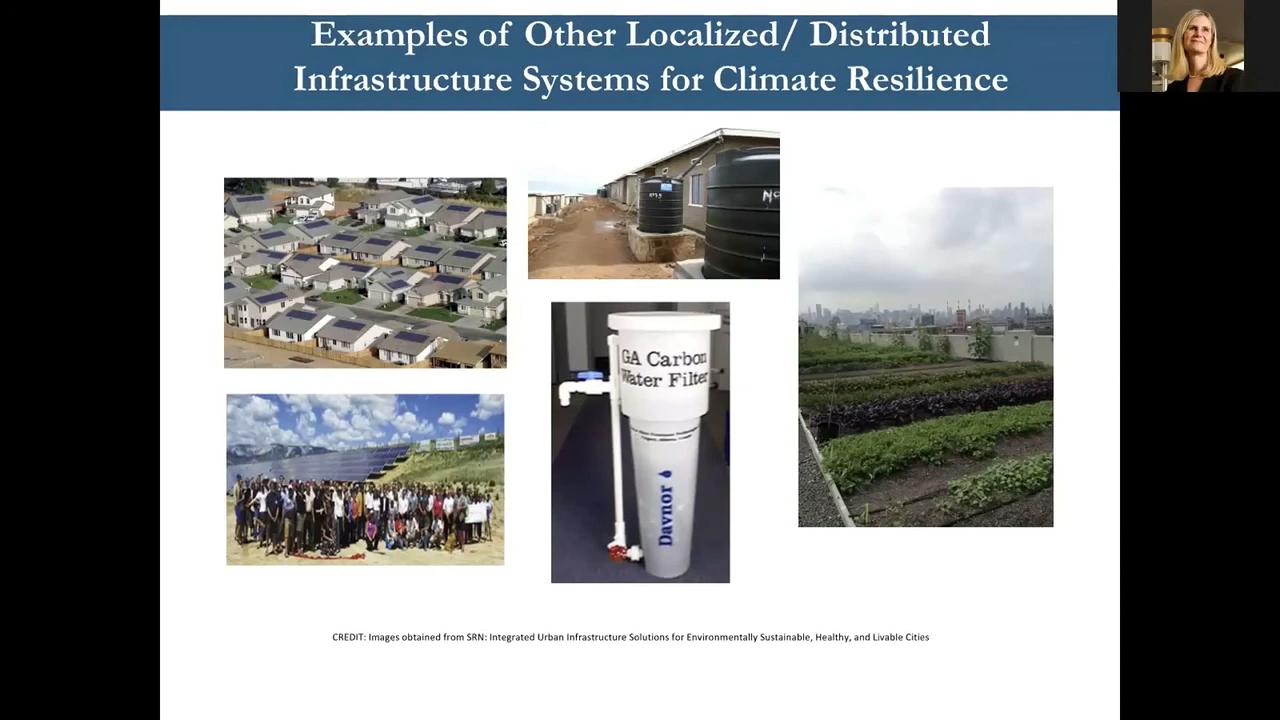 Examples of Other Localized/ Distributed
Infrastructure Systems for Climate Resilience
GA Carbon
Water Filter
Davnor
CREDIT: Images obtained from SRN: Integrated Urban Infrastructure Solutions for Environmentally Sustainable, Healthy, and Livable Cities